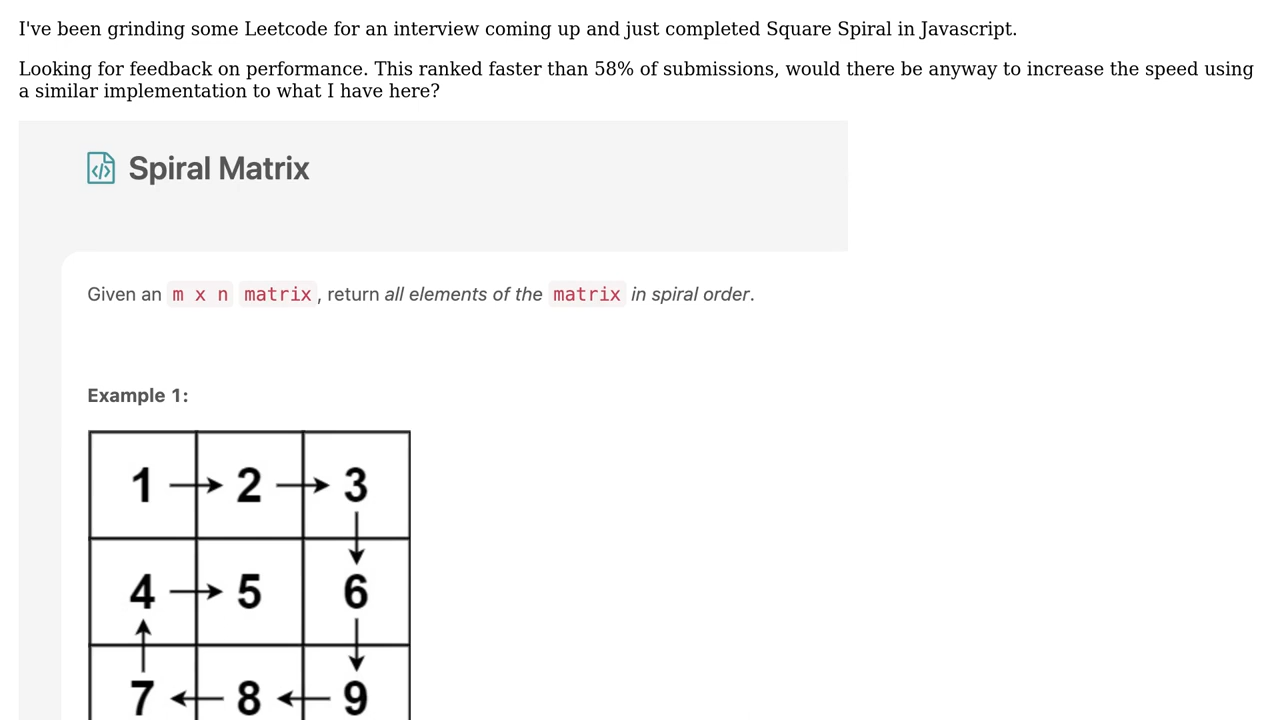 I've been grinding some Leetcode for an interview coming up and just completed Square Spiral in Javascript.
Looking for feedback on performance. This ranked faster than 58% of submissions, would there be anyway to increase the speed using
a similar implementation to what I have here?
</> Spiral Matrix
Given an m x n matrix, return all elements of the matrix in spiral order.
Example 1:
1 2 3
4 5 6
7 8 9